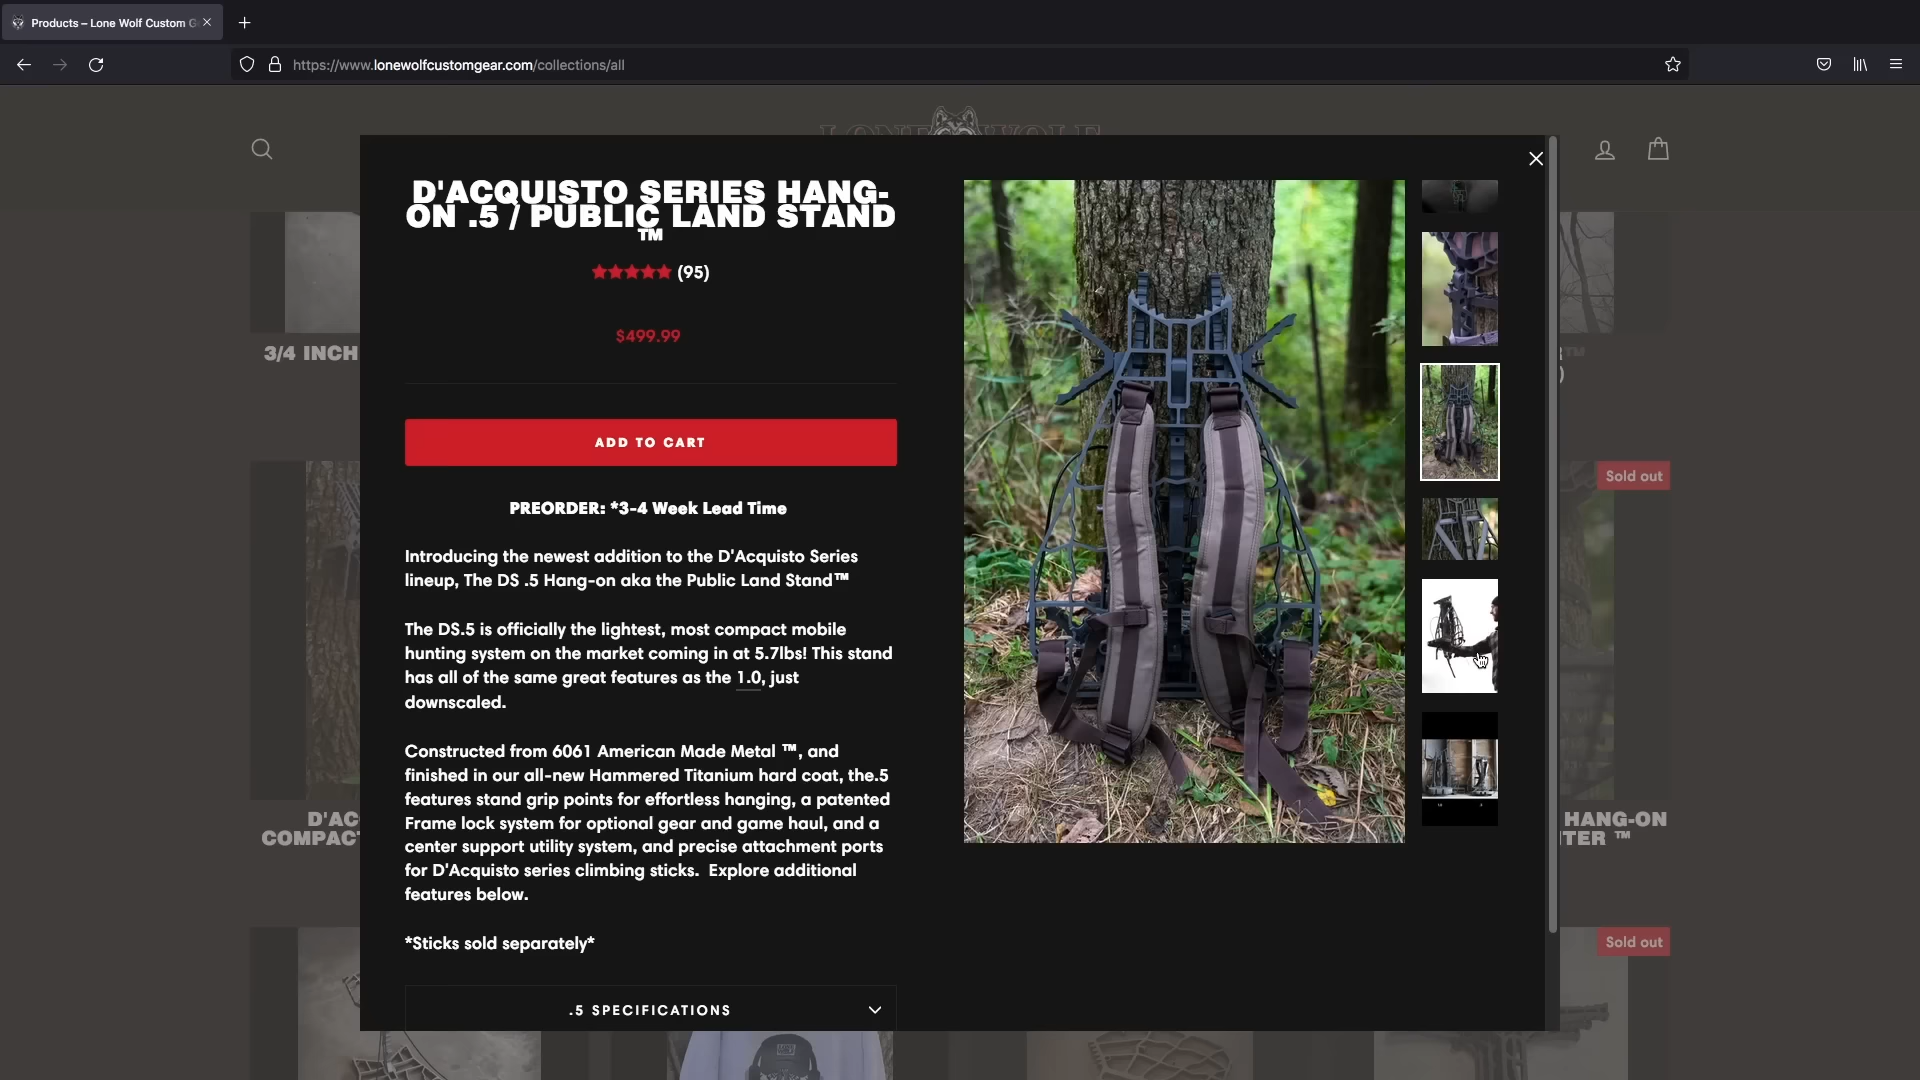 Products – Lone Wolf Custom G
https://www.lonewolfcustomgear.com/collections/all
LONE WOLF
D'ACQUISTO SERIES HANG-
ON .5 / PUBLIC LAND STAND
™
(95)
$499.99
ADD TO CART
PREORDER: *3-4 Week Lead Time
Introducing the newest addition to the D'Acquisto Series
lineup, The DS .5 Hang-on aka the Public Land Stand™
The DS.5 is officially the lightest, most compact mobile
hunting system on the market coming in at 5.7lbs! This stand
has all of the same great features as the 1.0, just
downscaled.
Constructed from 6061 American Made Metal ™, and
finished in our all-new Hammered Titanium hard coat, the.5
features stand grip points for effortless hanging, a patented
Frame lock system for optional gear and game haul, and a
center support utility system, and precise attachment ports
for D'Acquisto series climbing sticks.  Explore additional
features below.
*Sticks sold separately*
.5 SPECIFICATIONS
3/4 INCH
Sold out
D'AC
COMPACT
HANG-ON
TER ™
Sold out